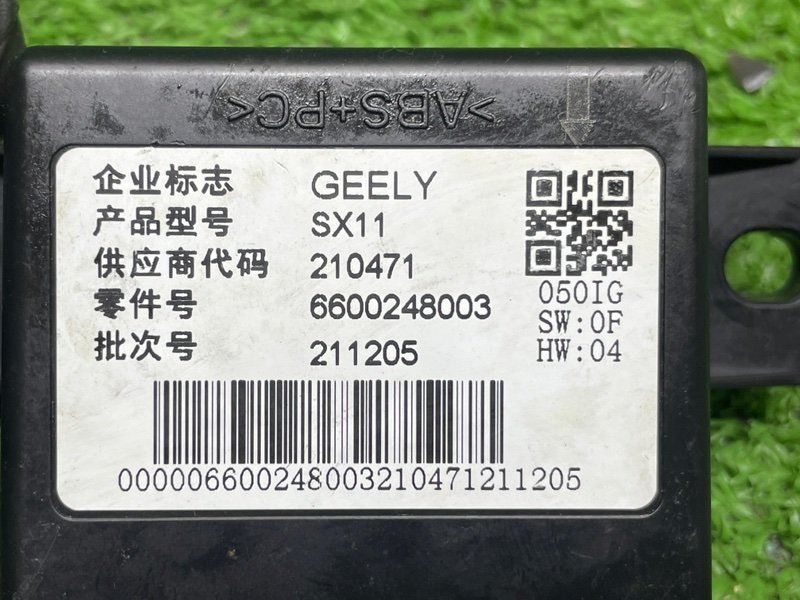 >ABS+PC<
企业标志 GEELY
产品型号 SX11
供应商代码 210471
零件号 6600248003
批次号 211205
050IG
SW:0F
HW:04
000006600248003210471211205